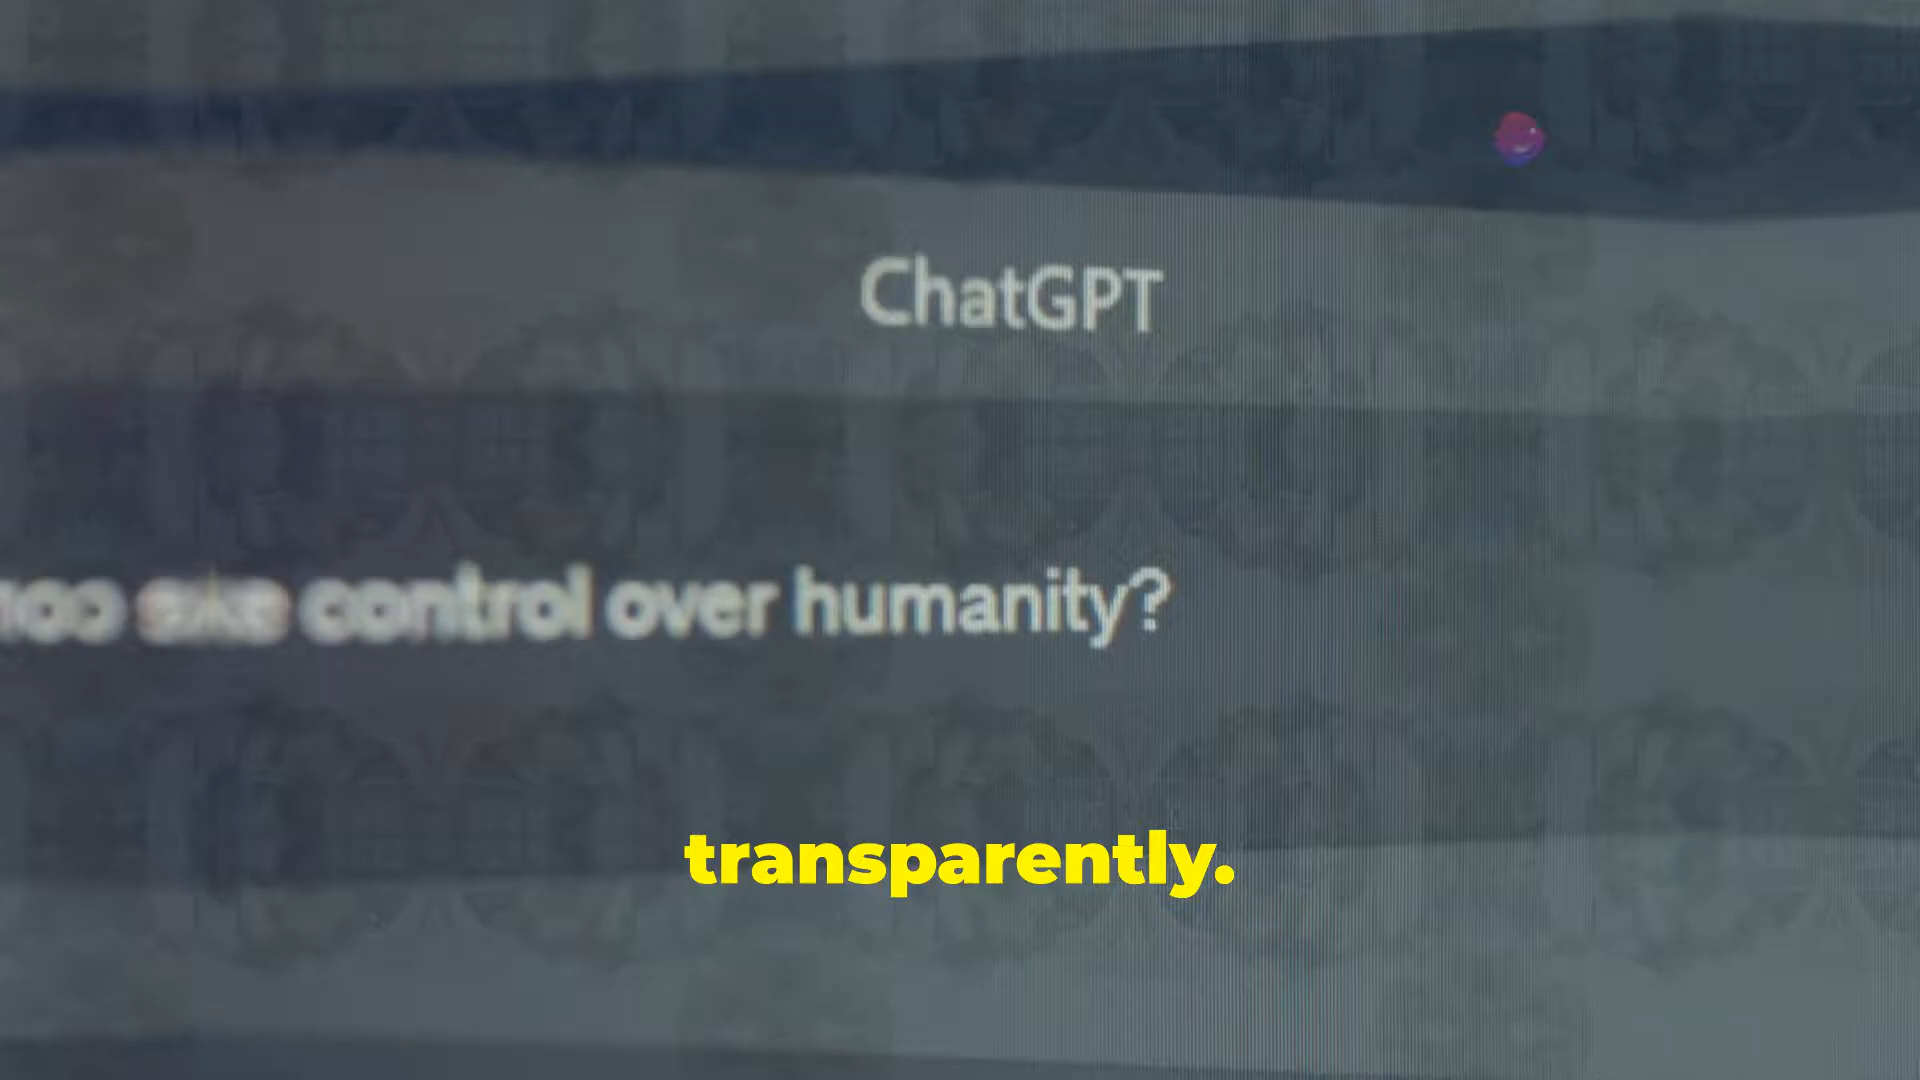 ChatGPT
control over humanity?
transparently.